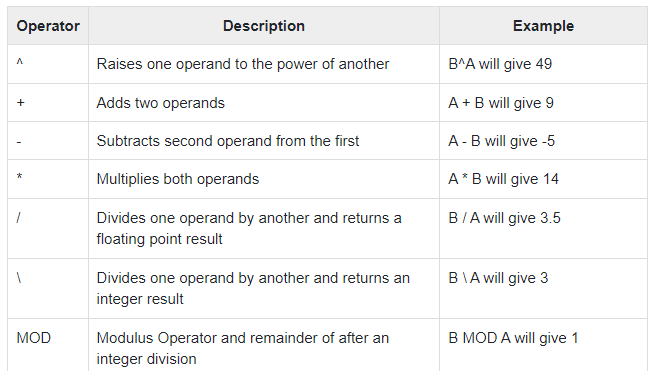 Operator Description Example
^ Raises one operand to the power of another B^A will give 49
+ Adds two operands A + B will give 9
- Subtracts second operand from the first A - B will give -5
* Multiplies both operands A * B will give 14
/ Divides one operand by another and returns a B / A will give 3.5
floating point result
\ Divides one operand by another and returns an B \ A will give 3
integer result
MOD Modulus Operator and remainder of after an B MOD A will give 1
integer division